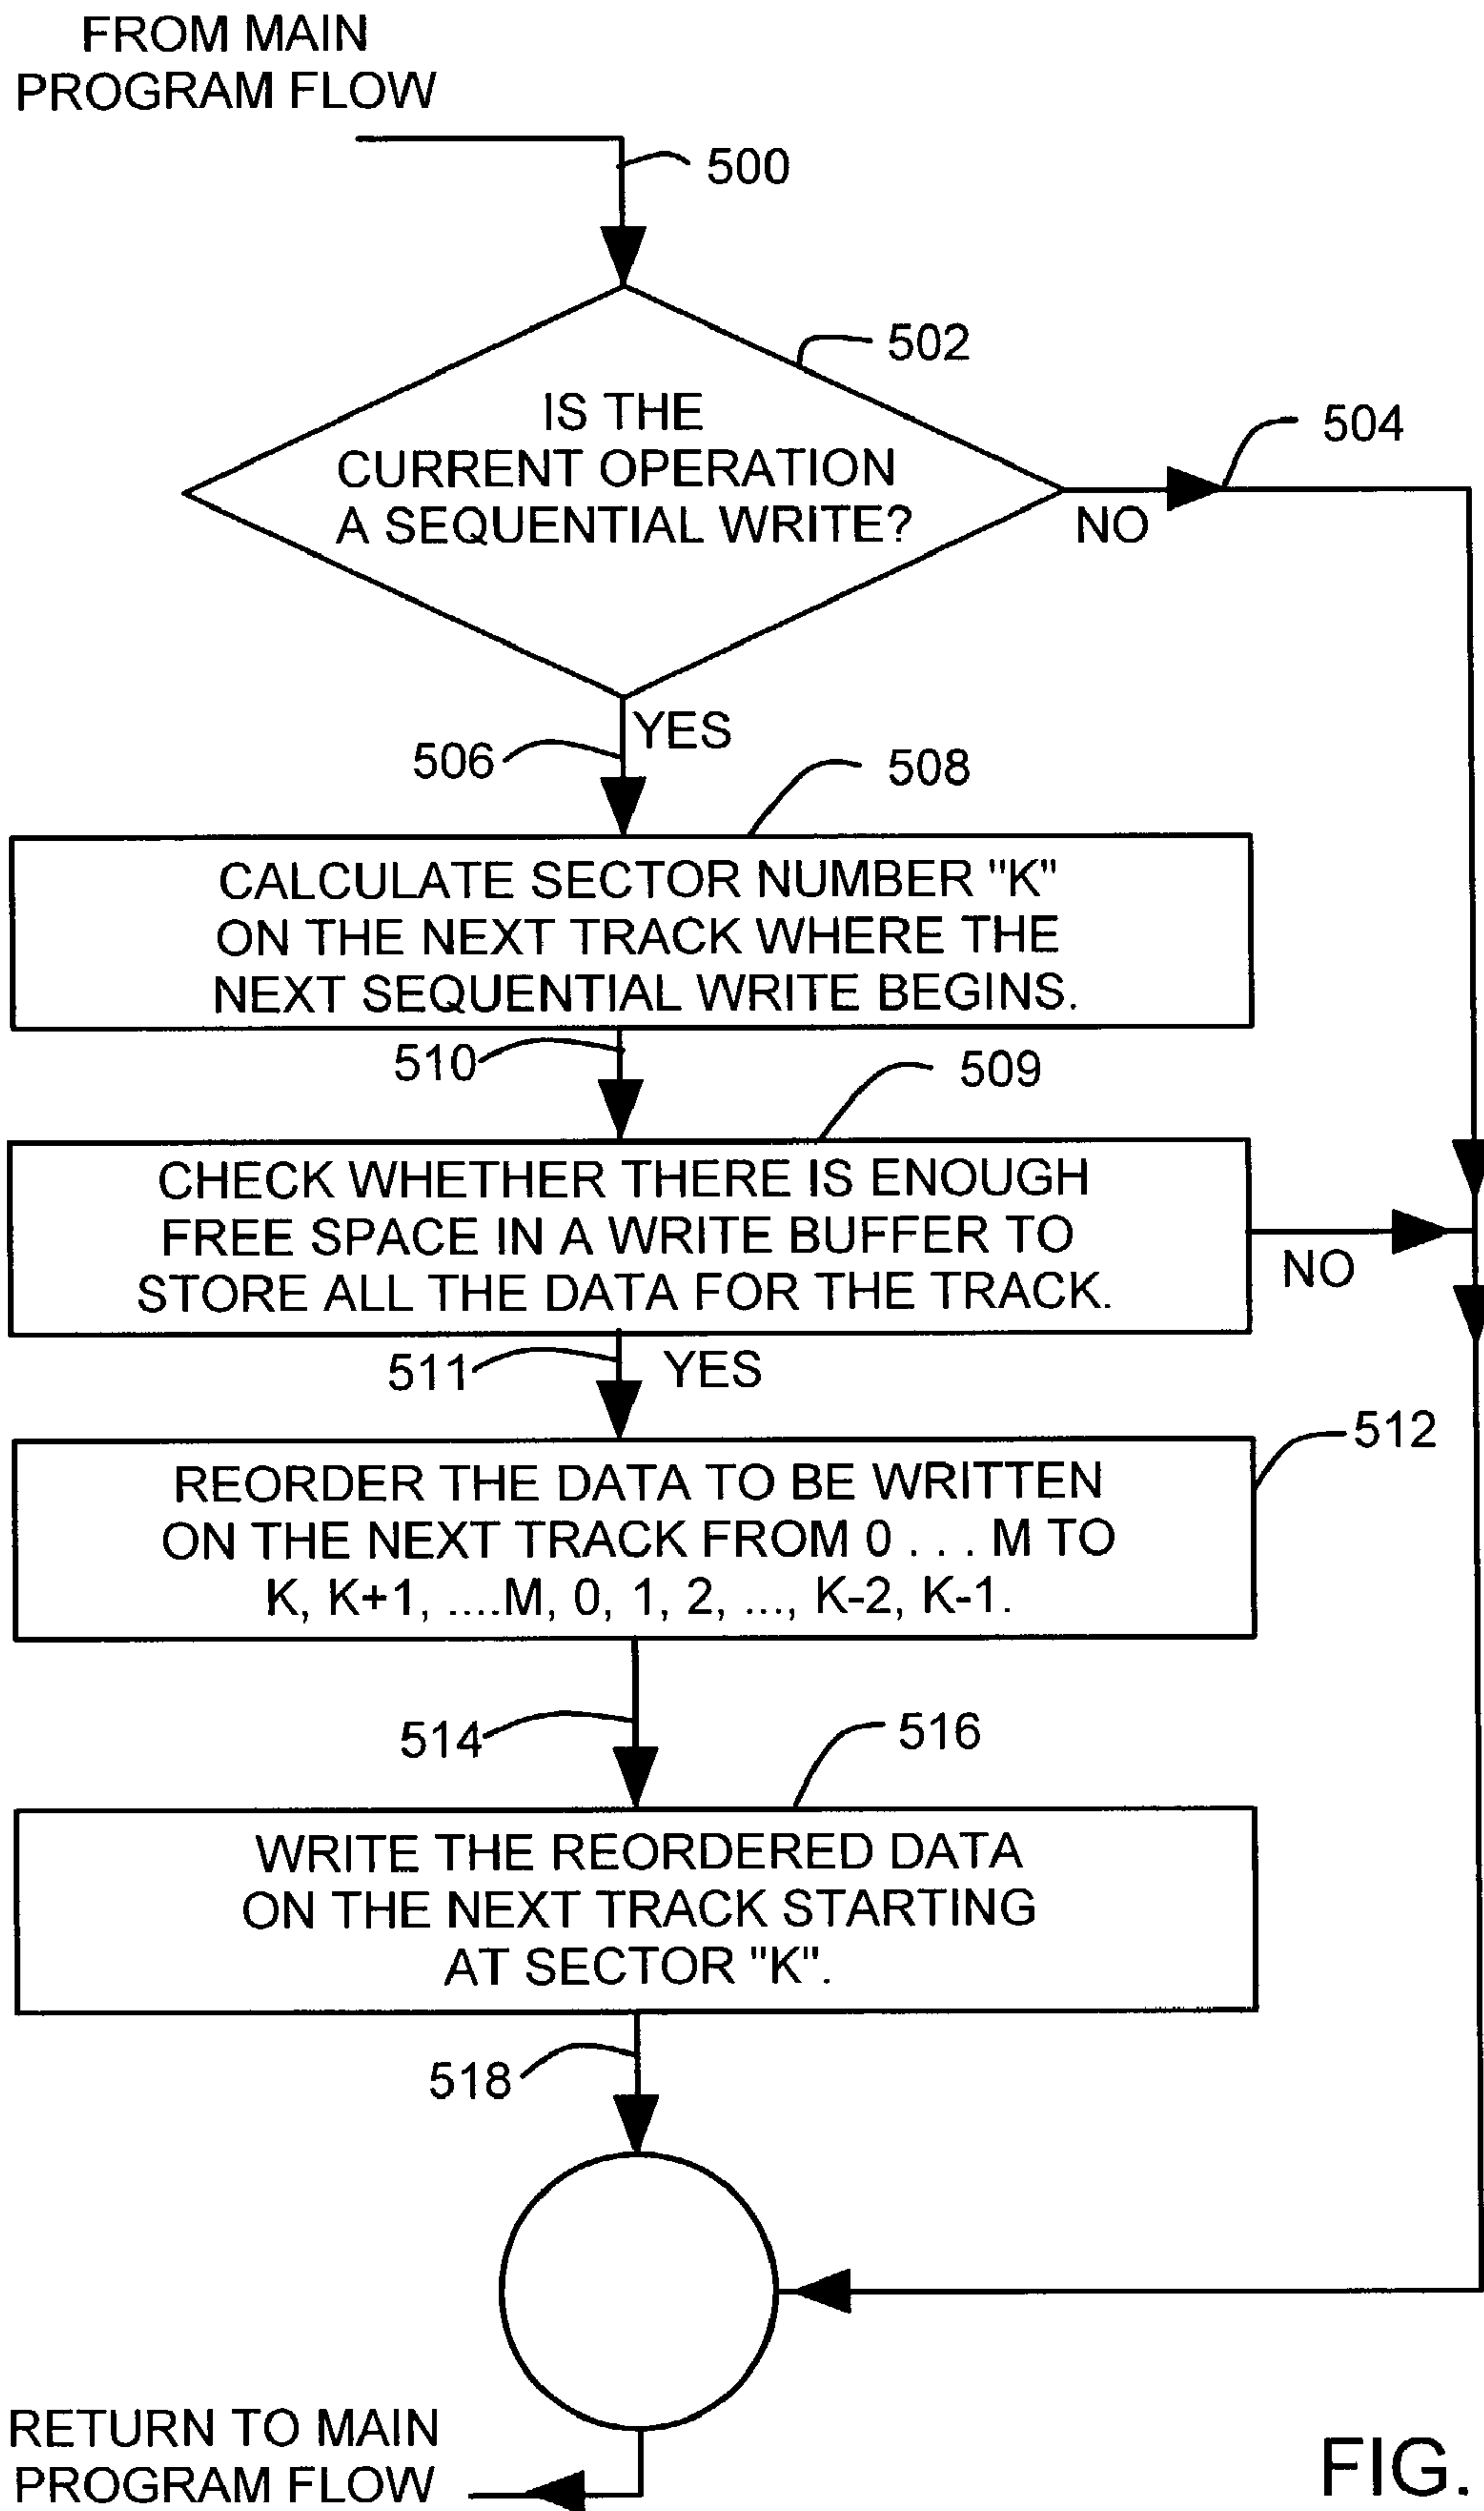 FROM MAIN
PROGRAM FLOW
500
502
IS THE
CURRENT OPERATION
A SEQUENTIAL WRITE?
504
NO
YES
506
508
CALCULATE SECTOR NUMBER "K"
ON THE NEXT TRACK WHERE THE
NEXT SEQUENTIAL WRITE BEGINS.
510
509
CHECK WHETHER THERE IS ENOUGH
FREE SPACE IN A WRITE BUFFER TO
STORE ALL THE DATA FOR THE TRACK.
NO
511
YES
512
REORDER THE DATA TO BE WRITTEN
ON THE NEXT TRACK FROM 0 . . . M TO
K, K+1, ....M, 0, 1, 2, ..., K-2, K-1.
514
516
WRITE THE REORDERED DATA
ON THE NEXT TRACK STARTING
AT SECTOR "K".
518
RETURN TO MAIN
PROGRAM FLOW
FIG.